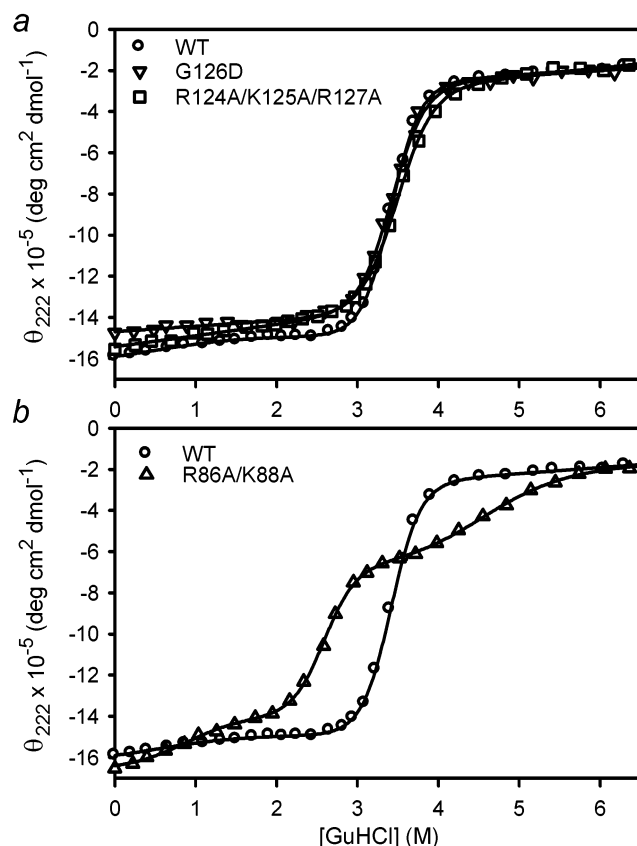 a
0
-2
-4
-6
-8
-10
-12
-14
-16
θ222 x 10-5 (deg cm2 dmol-1)
WT
G126D
R124A/K125A/R127A
0 1 2 3 4 5 6
b
0
-2
-4
-6
-8
-10
-12
-14
-16
θ222 x 10-5 (deg cm2 dmol-1)
WT
R86A/K88A
0 1 2 3 4 5 6
[GuHCl] (M)